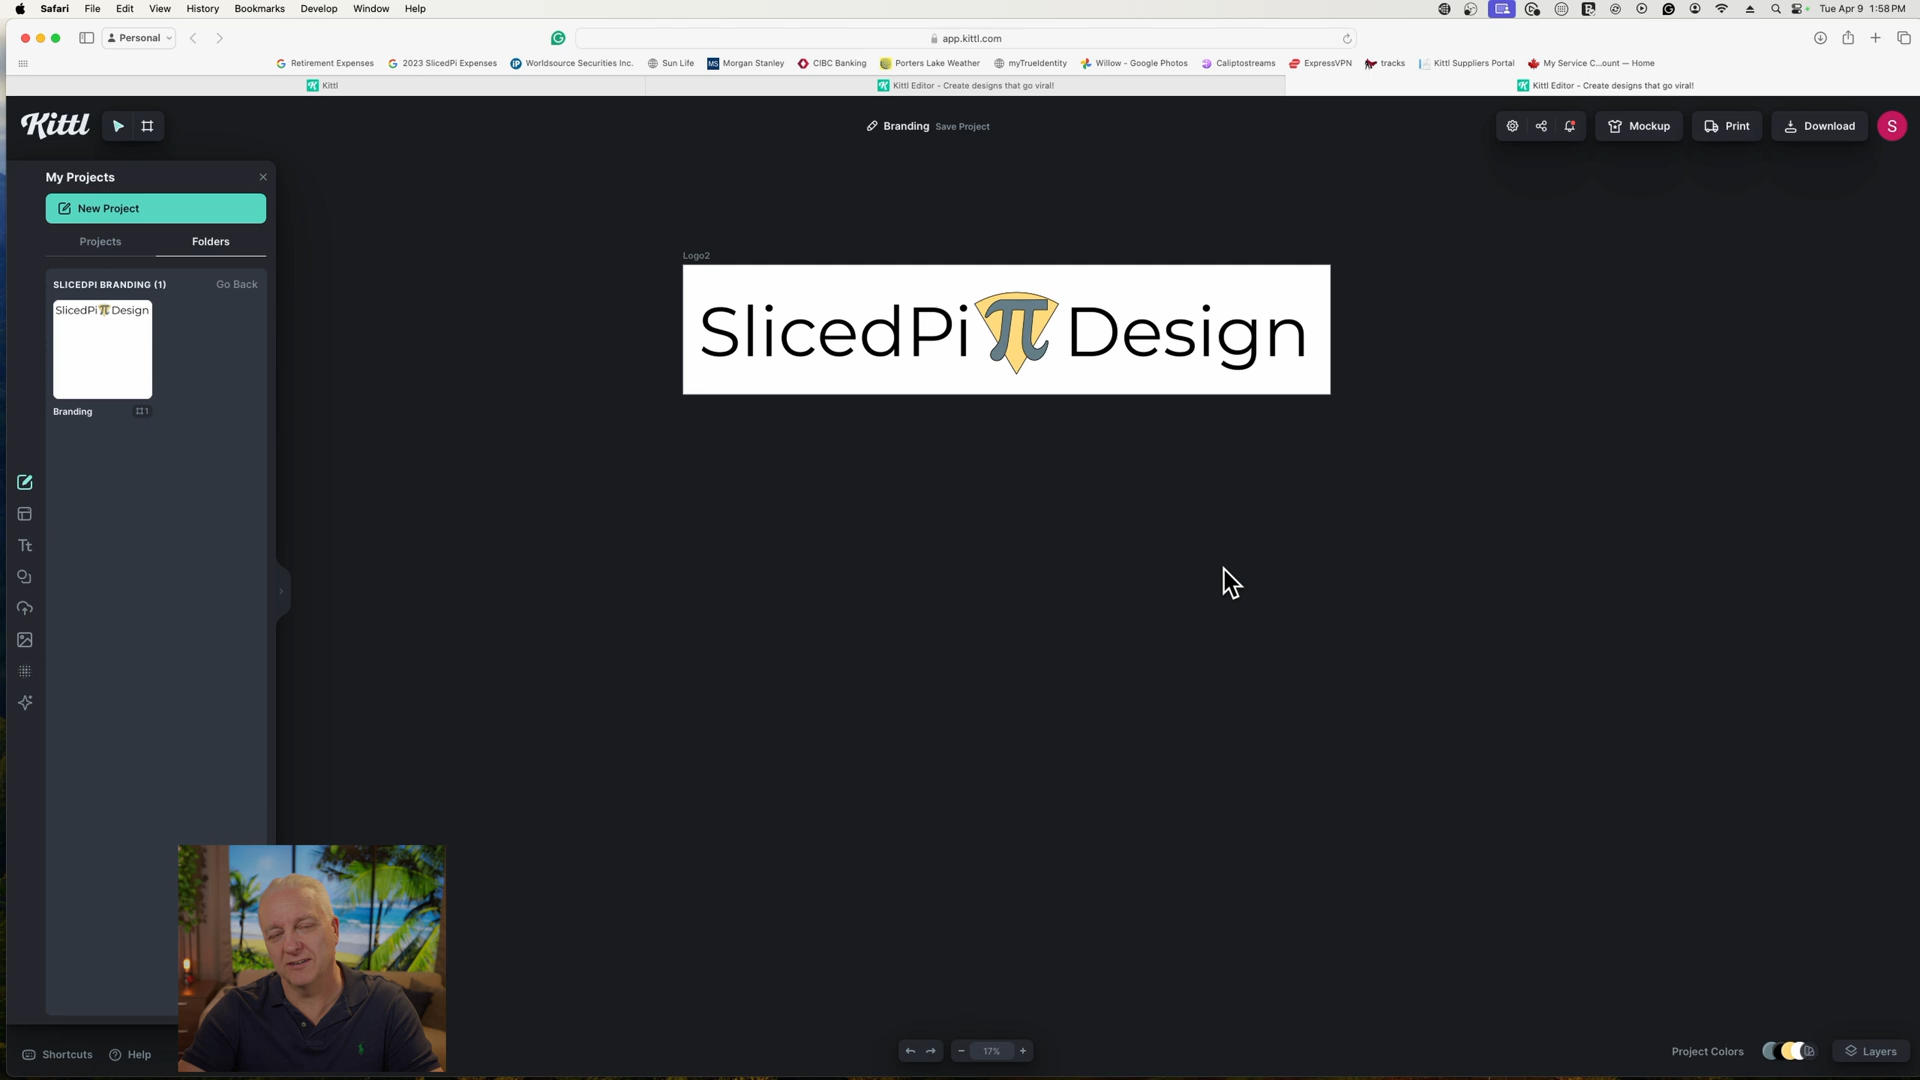 Safari File Edit View History Bookmarks Develop Window Help
Tue Apr 9 1:58 PM
Personal
app.kittl.com
Retirement Expenses 2023 SlicedPi Expenses Worldsource Securities Inc. Sun Life Morgan Stanley CIBC Banking Porters Lake Weather myTrueIdentity Willow - Google Photos Caliptostreams ExpressVPN tracks Kittl Suppliers Portal My Service C...ount — Home
Kittl
Kittl Editor - Create designs that go viral!
Kittl Editor - Create designs that go viral!
Kittl
Branding Save Project
Mockup
Print
Download
S
My Projects
New Project
Projects Folders
SLICEDPI BRANDING (1) Go Back
SlicedPi π Design
Branding 1
Tt
Logo2
SlicedPi π Design
Shortcuts Help
17%
Project Colors
Layers